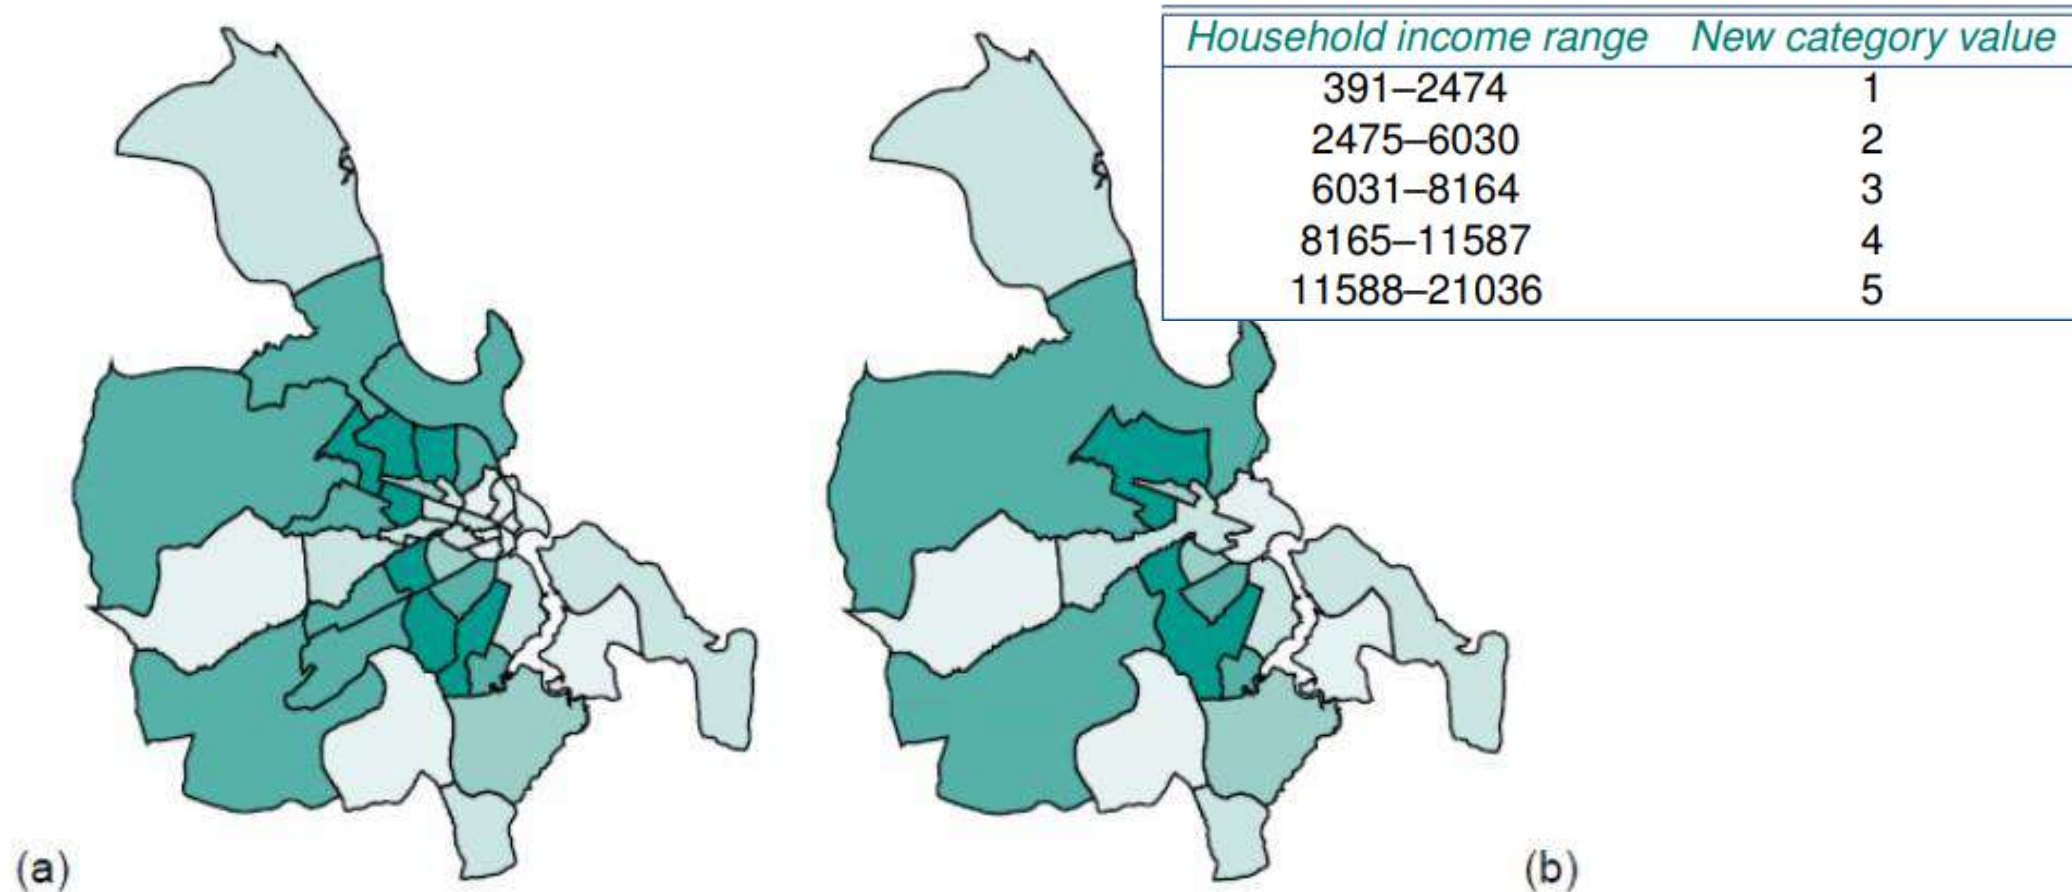 Household income range New category value
391–2474 1
2475–6030 2
6031–8164 3
8165–11587 4
11588–21036 5
(a) (b)